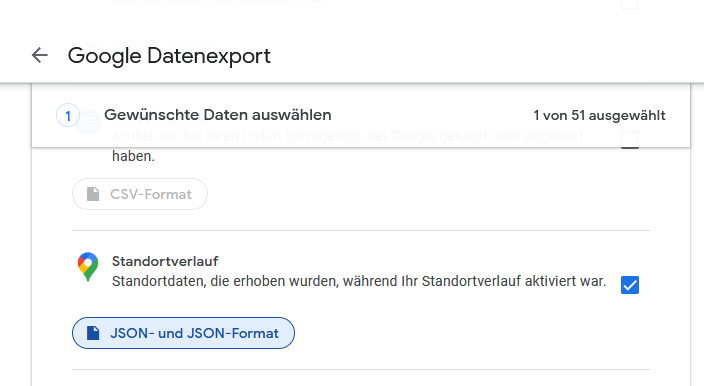 Google Datenexport
1 Gewünschte Daten auswählen 1 von 51 ausgewählt
Artikel, die Sie Ihren Listen hinzugefügt, bei Google gekauft oder abgeholt
haben.
CSV-Format
Standortverlauf
Standortdaten, die erhoben wurden, während Ihr Standortverlauf aktiviert war.
JSON- und JSON-Format